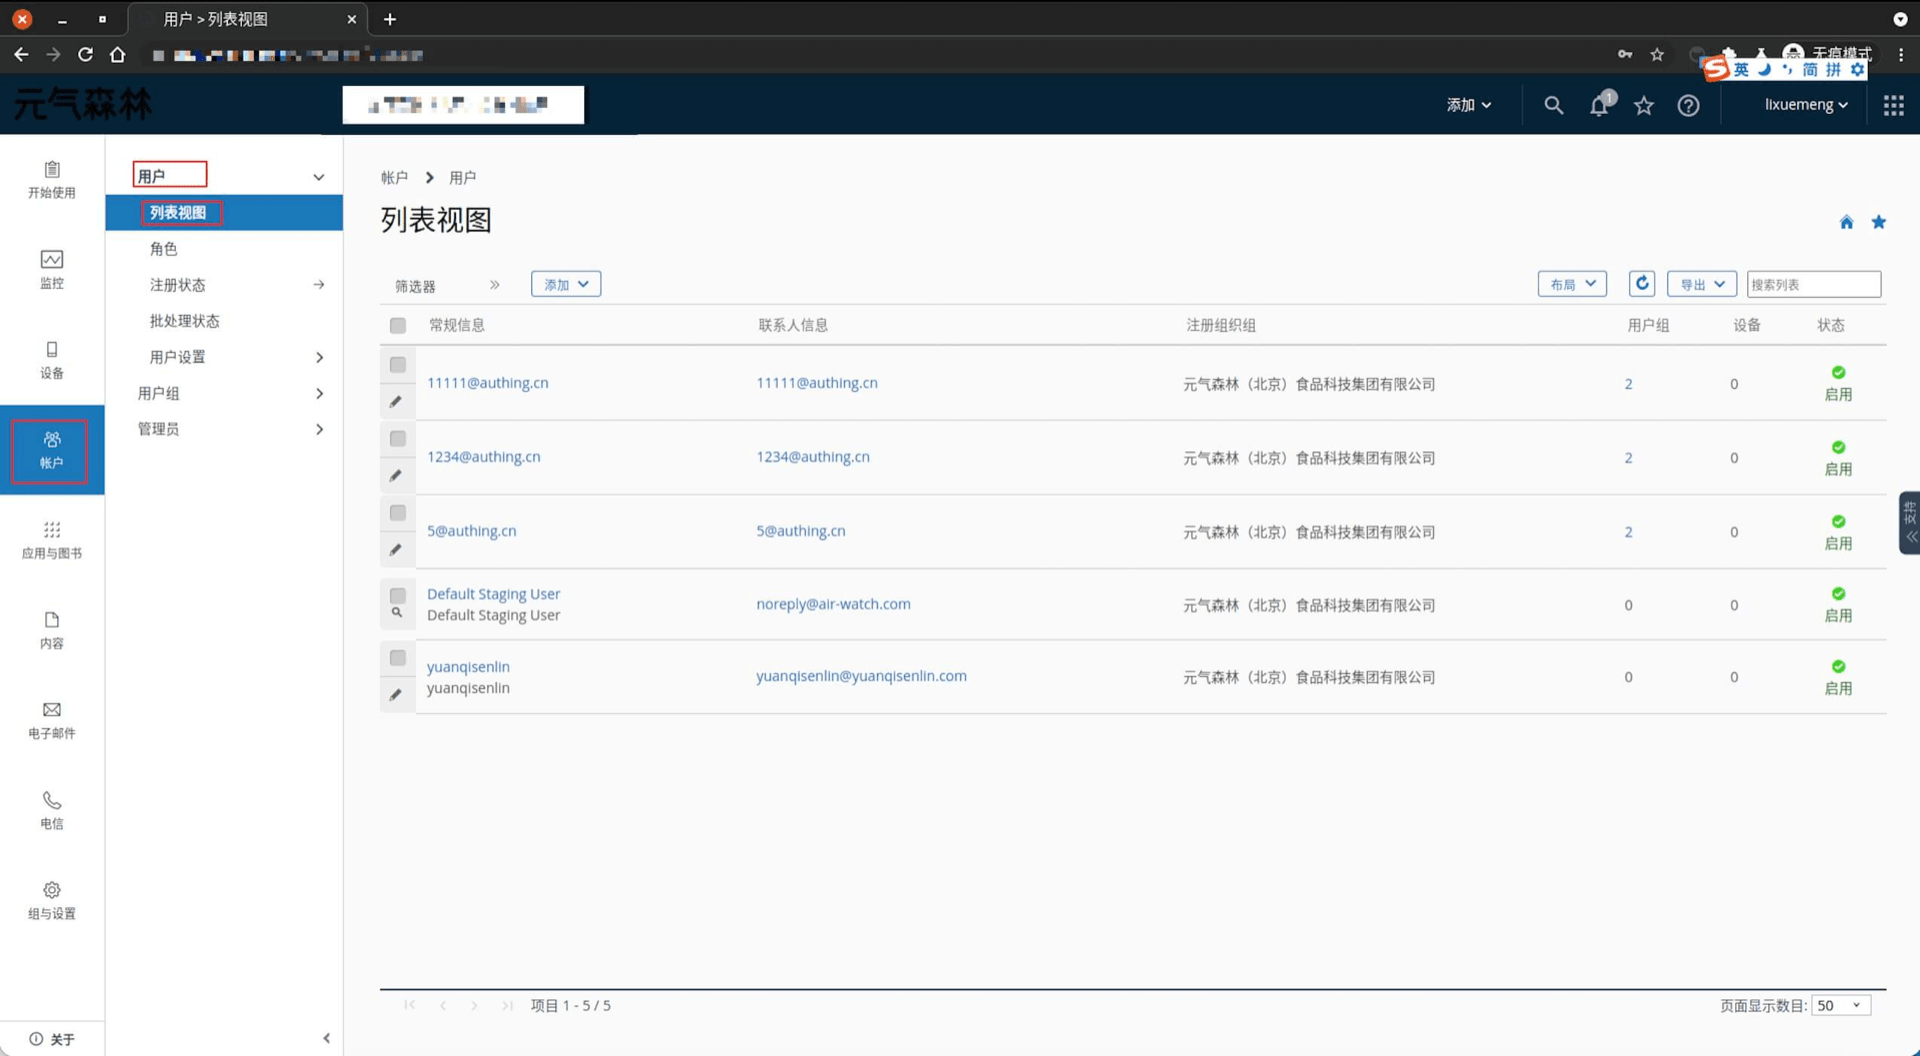 用户 > 列表视图
无痕模式
英 简 拼
元气森林
添加
1
lixuemeng
开始使用
监控
设备
帐户
应用与图书
内容
电子邮件
电信
组与设置
关于
用户
列表视图
角色
注册状态
批处理状态
用户设置
用户组
管理员
帐户 用户
列表视图
筛选器 添加 布局 导出 搜索列表
常规信息 联系人信息 注册组织组 用户组 设备 状态
11111@authing.cn 11111@authing.cn 元气森林（北京）食品科技集团有限公司 2 0 启用
1234@authing.cn 1234@authing.cn 元气森林（北京）食品科技集团有限公司 2 0 启用
5@authing.cn 5@authing.cn 元气森林（北京）食品科技集团有限公司 2 0 启用
Default Staging User noreply@air-watch.com 元气森林（北京）食品科技集团有限公司 0 0 启用
Default Staging User
yuanqisenlin yuanqisenlin@yuanqisenlin.com 元气森林（北京）食品科技集团有限公司 0 0 启用
yuanqisenlin
支持
项目 1 - 5 / 5 页面显示数目: 50